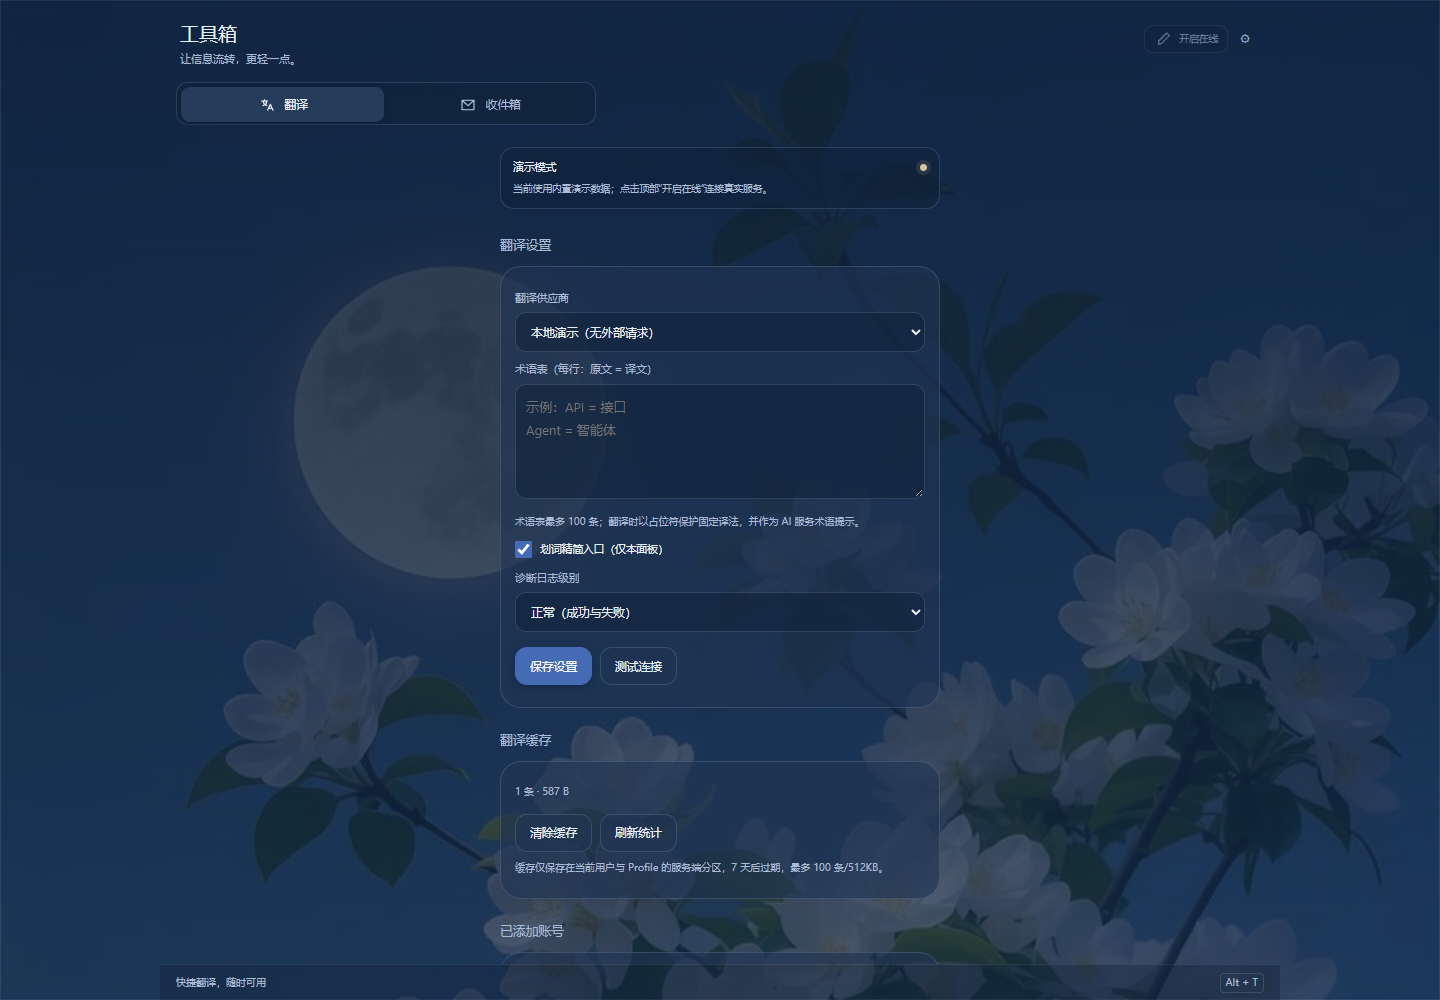 工具箱
让信息流转，更轻一点。
开启在线
翻译
收件箱
演示模式
当前使用内置演示数据；点击顶部“开启在线”连接真实服务。
翻译设置
翻译供应商
本地演示（无外部请求）
术语表（每行：原文 = 译文）
示例：API = 接口
Agent = 智能体
术语表最多 100 条；翻译时以占位符保护固定译法，并作为 AI 服务术语提示。
划词精简入口（仅本面板）
诊断日志级别
正常（成功与失败）
保存设置
测试连接
翻译缓存
1 条 · 587 B
清除缓存
刷新统计
缓存仅保存在当前用户与 Profile 的服务端分区，7 天后过期，最多 100 条/512KB。
已添加账号
快捷翻译，随时可用
Alt + T